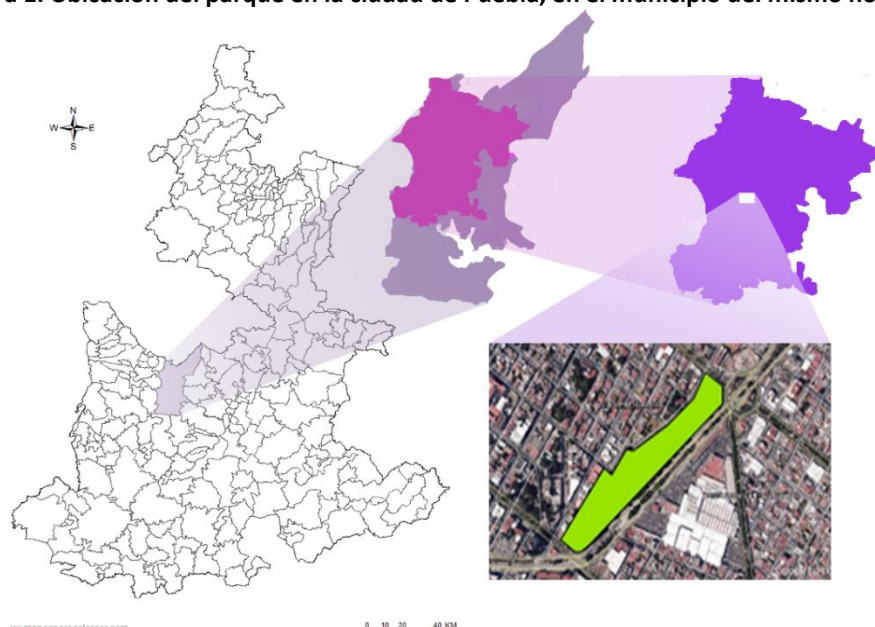 a 1. Ubicación del parque en la ciudad de Puebla, en el municipio del mismo no
N
W E
S
0 10 20 40 KM